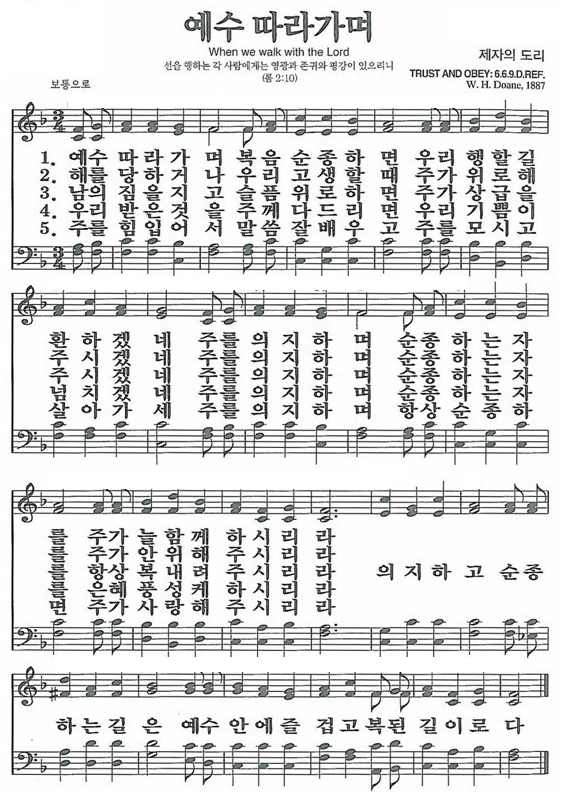 예수 따라가며
When we walk with the Lord
선을 행하는 각 사람에게는 영광과 존귀와 평강이 있으리니
(롬 2:10)
제자의 도리
TRUST AND OBEY: 6.6.9.D.REF.
W. H. Doane, 1887
보통으로
1. 예수 따라가며 복음 순종하면 우리 행할길
2. 해를 당하거나 우리 고생할 때 주가 위로해
3. 남의 짐을지고 슬픔 위로하면 주가 상급을
4. 우리 받은것을 주께 다드리면 우리 기쁨이
5. 주를 힘입어서 말씀 잘배우고 주를 모시고
환하겠네 주를 의지하며 순종하는자
주시겠네 주를 의지하며 순종하는자
주시겠네 주를 의지하며 순종하는자
넘치겠네 주를 의지하며 순종하는자
살아가세 주를 의지하며 항상순종하
를 주가 늘함께 하시리라
를 주가 안위해 주시리라
를 항상 복내려 주시리라
를 은혜 풍성케 하시리라
면 주가 사랑해 주시리라
의지하고 순종
하는길은 예수 안에즐겁고 복된길이로다